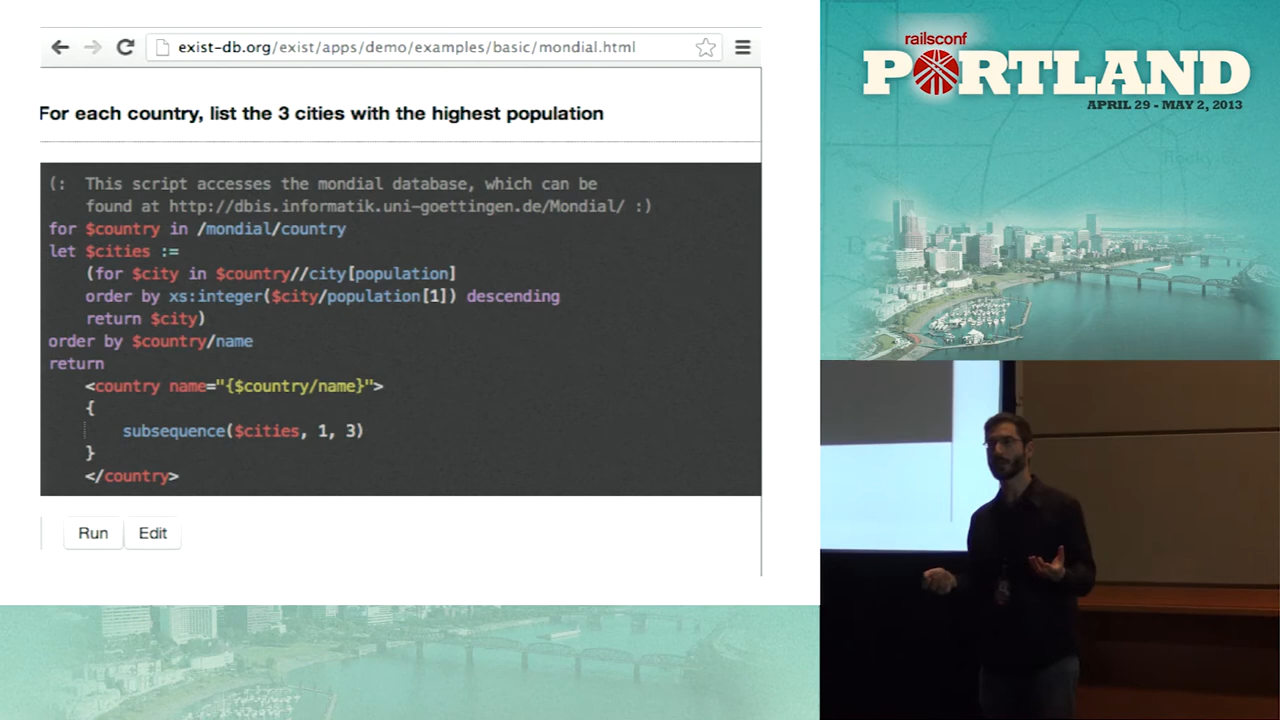 exist-db.org/exist/apps/demo/examples/basic/mondial.html
For each country, list the 3 cities with the highest population
(:  This script accesses the mondial database, which can be
    found at http://dbis.informatik.uni-goettingen.de/Mondial/ :)
for $country in /mondial/country
let $cities :=
    (for $city in $country//city[population]
    order by xs:integer($city/population[1]) descending
    return $city)
order by $country/name
return
    <country name="{$country/name}">
    {
        subsequence($cities, 1, 3)
    }
    </country>
Run Edit
railsconf
PORTLAND
APRIL 29 - MAY 2, 2013